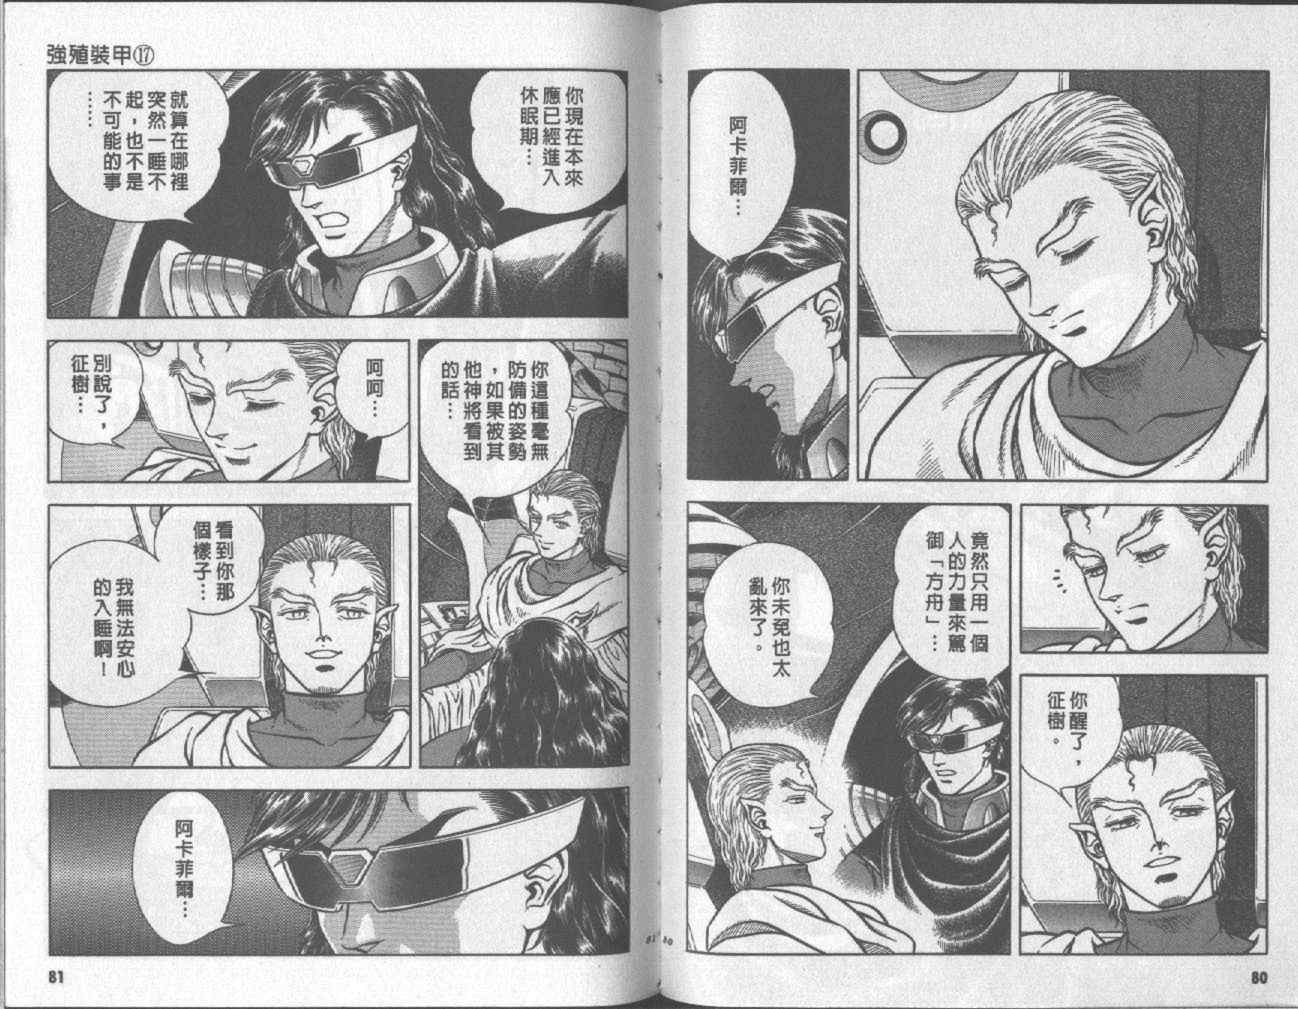 阿卡菲爾…
你醒了，
征樹。
竟然只用一個
人的力量來駕
御「方舟」…
你未免也太
亂來了。
80
強殖裝甲⑰
你現在本來
應已經進入
休眠期…
就算在哪裡
突然一睡不
起，也不是
不可能的事
……
你這種毫無
防備的姿勢
，如果被其
他神將看到
的話…
呵呵…
別說了，
征樹…
看到你那
個樣子…
我無法安心
的入睡啊！
阿卡菲爾…
81